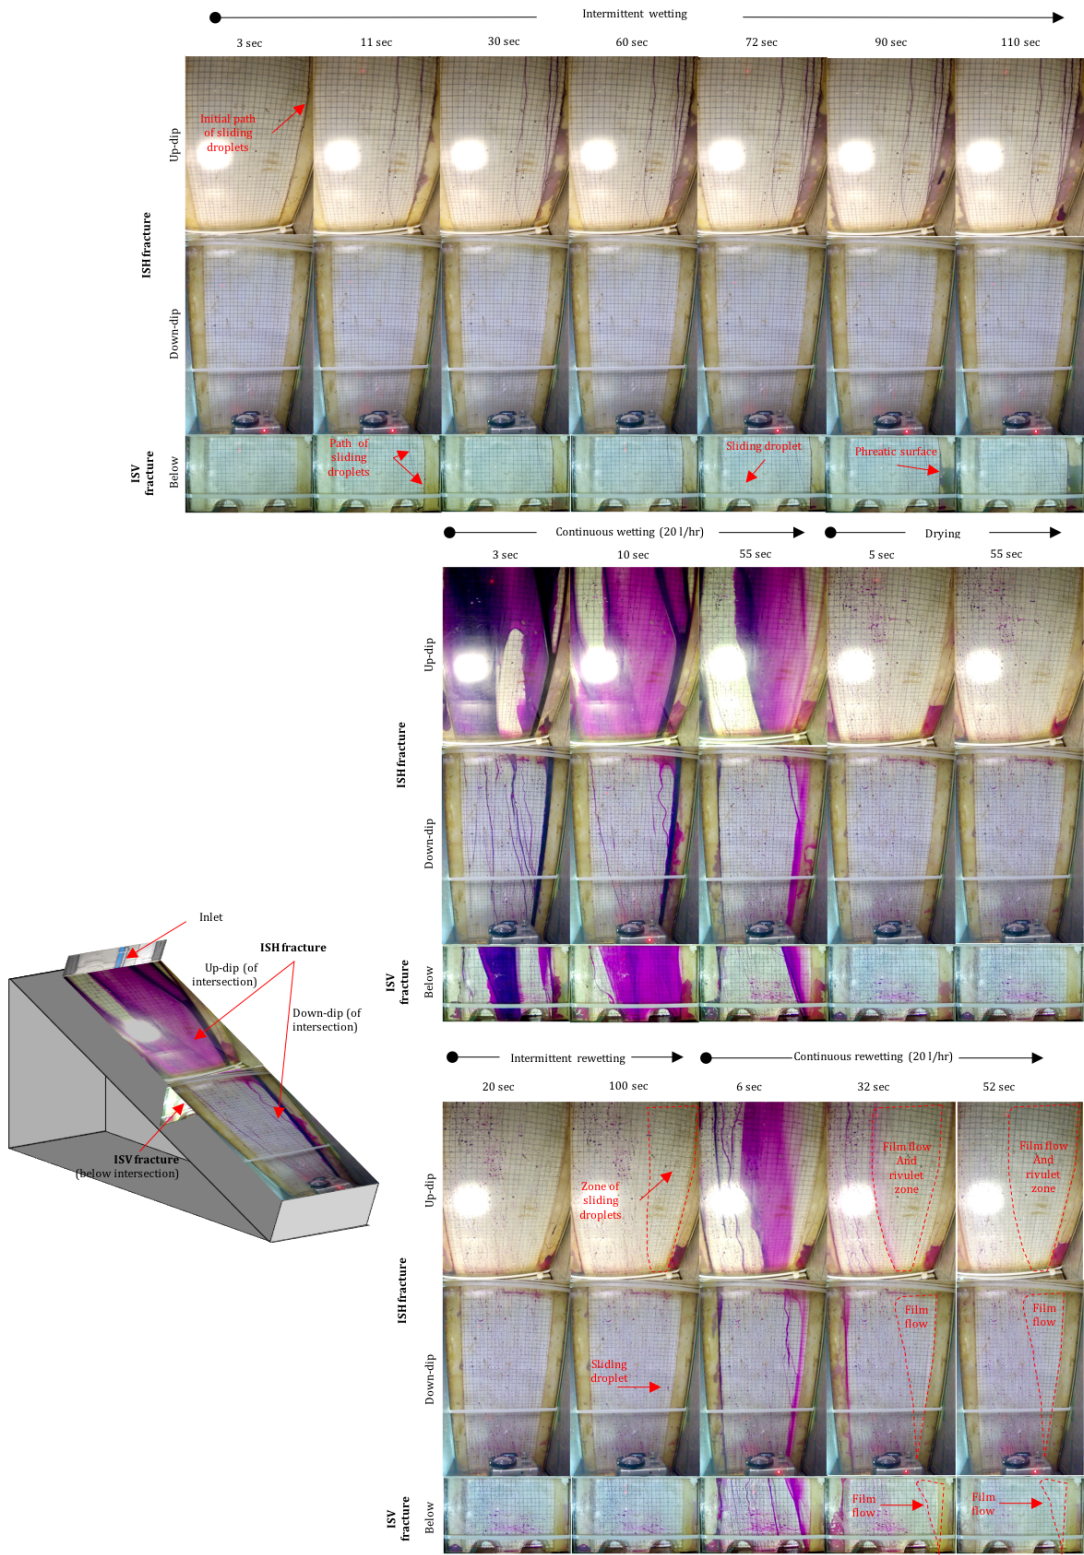 Intermittent wetting
3 sec
11 sec
30 sec
60 sec
72 sec
90 sec
110 sec
Up-dip
Initial path
of sliding
droplets
ISH fracture
Down-dip
ISV
fracture
Below
Path of
sliding
droplets
Sliding droplet
Phreatic surface
Continuous wetting (20 l/hr)
Drying
3 sec
10 sec
55 sec
5 sec
55 sec
Up-dip
ISH fracture
Down-dip
ISV
fracture
Below
Inlet
ISH fracture
Up-dip (of
intersection)
Down-dip (of
intersection)
ISV fracture
(below intersection)
Intermittent rewetting
Continuous rewetting (20 l/hr)
20 sec
100 sec
6 sec
32 sec
52 sec
Up-dip
Zone of
sliding
droplets
Film flow
And
rivulet
zone
Film flow
And
rivulet
zone
ISH fracture
Down-dip
Sliding
droplet
Film
flow
Film
flow
ISV
fracture
Below
Film
flow
Film
flow